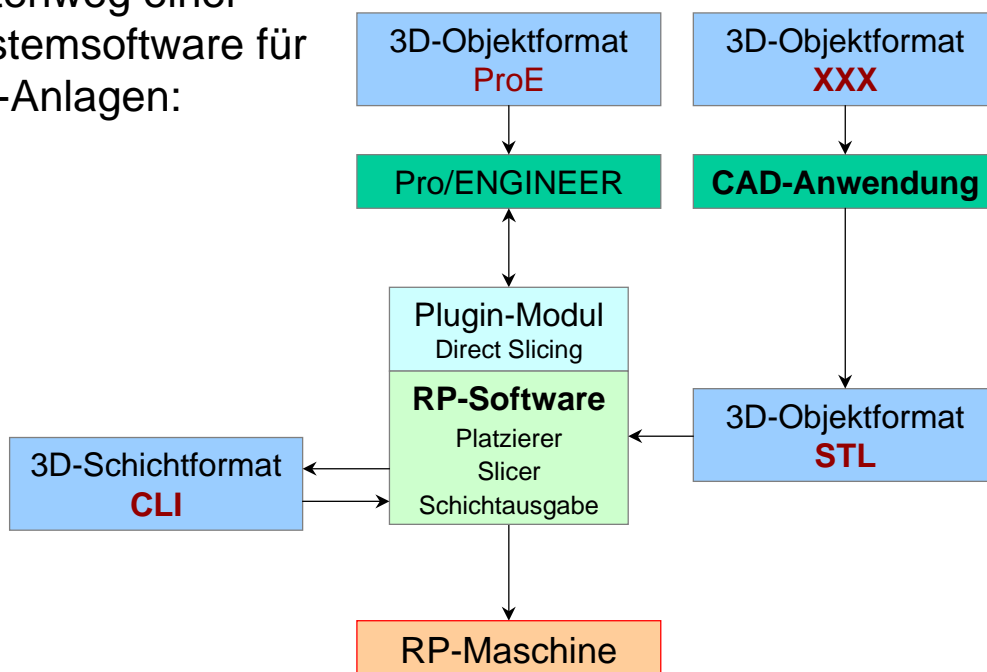 einer
stemsoftware für
-Anlagen:
3D-Objektformat
ProE
3D-Objektformat
XXX
Pro/ENGINEER
CAD-Anwendung
Plugin-Modul
Direct Slicing
RP-Software
Platzierer
Slicer
Schichtausgabe
3D-Objektformat
STL
3D-Schichtformat
CLI
RP-Maschine